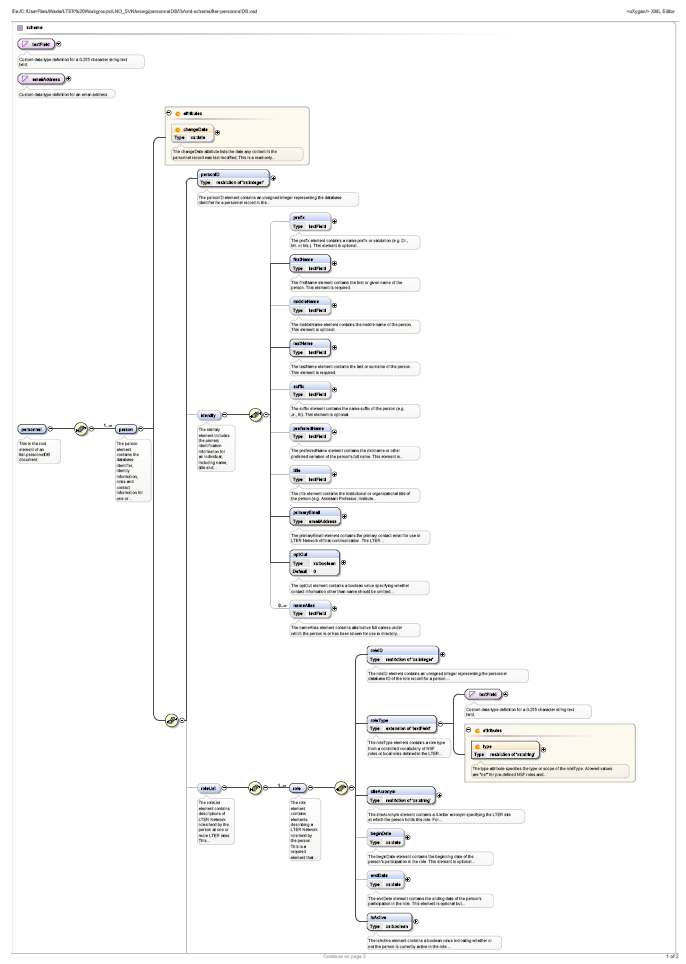 <oXygen/> XML Editor
schema
textField
Custom data type definition for a 0-255 character string text
field.
emailAddress
Custom data type definition for an email address.
attributes
changeDate
Type xs:date
The changeDate attribute lists the date any content in the
personnel record was last modified. This is a read-only...
personID
Type restriction of 'xs:integer'
The personID element contains an unsigned integer representing the database
identifier for a personnel record in the...
prefix
Type textField
The prefix element contains a name prefix or salutation (e.g. Dr.,
Mr. or Ms.). This element is optional.
firstName
Type textField
The firstName element contains the first or given name of the
person. This element is required.
middleName
Type textField
The middleName element contains the middle name of the person.
This element is optional
lastName
Type textField
The lastName element contains the last or surname of the person.
This element is required.
suffix
Type textField
The suffix element contains the name suffix of the person (e.g.
Jr., III). This element is optional.
preferredName
Type textField
The preferredName element contains the nickname or other
preferred variation of the person's full name. This element is...
title
Type textField
The title element contains the institutional or organizational title of
the person (e.g. Assistant Professor, Institute...
primaryEmail
Type emailAddress
The primaryEmail element contains the primary contact email for use in
LTER Network official communication. The LTER...
optOut
Type xs:boolean
Default 0
The optOut element contains a boolean value specifying whether
contact information other than name should be omitted...
0..∞
nameAlias
Type textField
The nameAlias element contains alternative full names under
which the person is or has been known for use in directory...
identity
The identity
element includes
the primary
identification
information for
an individual,
including name,
title and...
personnel
This is the root
element of an
lter-personnelDB
document
1..∞
person
The person
element
contains the
database
identifier,
identity
information,
roles and
contact
information for
one or...
roleID
Type restriction of 'xs:integer'
The roleID element contains an unsigned integer representing the personnel
database ID of the role record for a person...
roleType
Type extension of 'textField'
The roleType element contains a role type
from a controlled vocabulary of NSF
roles or local roles defined in the LTER...
textField
Custom data type definition for a 0-255 character string text
field.
attributes
type
Type restriction of 'xs:string'
The type attribute specifies the type or scope of the roleType. Allowed values
are "nsf" for pre-defined NSF roles and...
roleList
The roleList
element contains
descriptions of
LTER Network
roles held by the
person at one or
more LTER sites
This...
1..∞
role
The role
element
contains
elements
describing a
LTER Network
role held by
the person.
This is a
required
element that...
siteAcronym
Type restriction of 'xs:string'
The siteAcronym element contains a 3-letter acronym specifying the LTER site
at which the person holds this role. For...
beginDate
Type xs:date
The beginDate element contains the beginning date of the
person's participation in the role. This element is optional...
endDate
Type xs:date
The endDate element contains the ending date of the person's
participation in the role. This element is optional but...
isActive
Type xs:boolean
The isActive element contains a boolean value indicating whether or
not the person is currently active in the role...
Continue on page 2
1 of 2